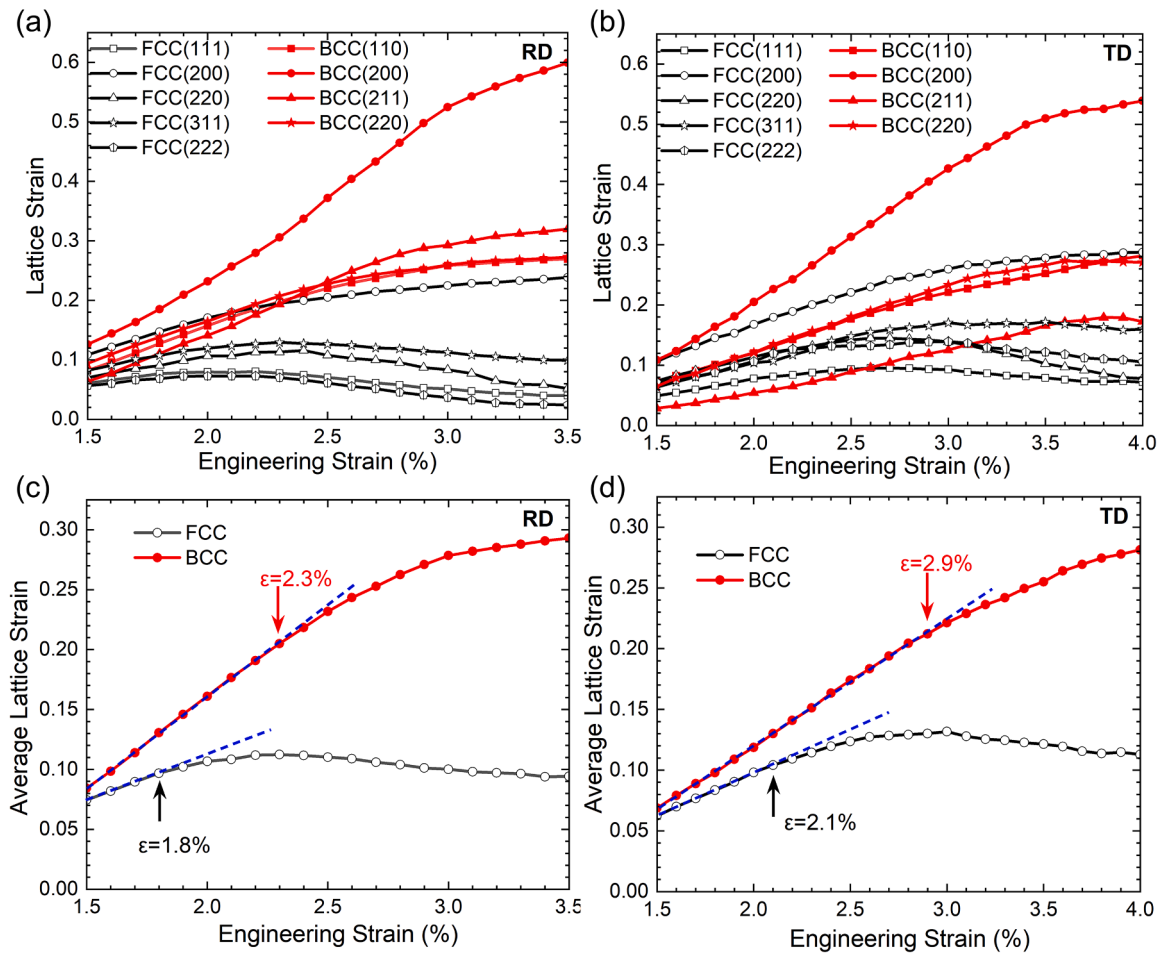 (a)
RD
FCC(111)
FCC(200)
FCC(220)
FCC(311)
FCC(222)
BCC(110)
BCC(200)
BCC(211)
BCC(220)
Lattice Strain
0.6
0.5
0.4
0.3
0.2
0.1
0.0
1.5 2.0 2.5 3.0 3.5
Engineering Strain (%)
(b)
TD
FCC(111)
FCC(200)
FCC(220)
FCC(311)
FCC(222)
BCC(110)
BCC(200)
BCC(211)
BCC(220)
Lattice Strain
0.6
0.5
0.4
0.3
0.2
0.1
0.0
1.5 2.0 2.5 3.0 3.5 4.0
Engineering Strain (%)
(c)
RD
FCC
BCC
ε=2.3%
ε=1.8%
Average Lattice Strain
0.30
0.25
0.20
0.15
0.10
0.05
0.00
1.5 2.0 2.5 3.0 3.5
Engineering Strain (%)
(d)
TD
FCC
BCC
ε=2.9%
ε=2.1%
Average Lattice Strain
0.30
0.25
0.20
0.15
0.10
0.05
0.00
1.5 2.0 2.5 3.0 3.5 4.0
Engineering Strain (%)